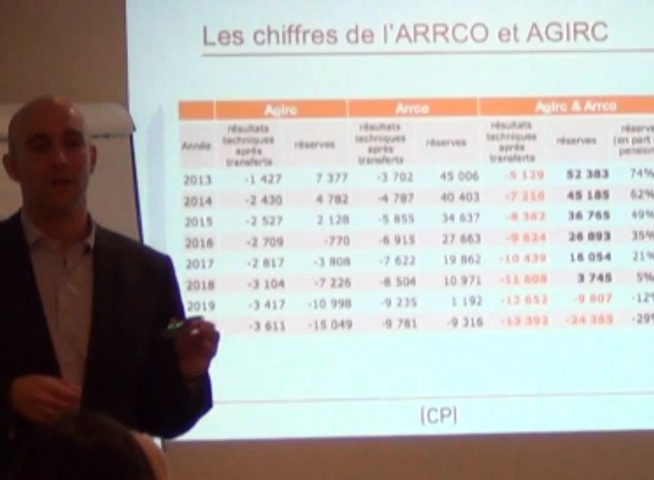 Les chiffres de l'ARRCO et AGIRC
Agirc Arrco Agirc & Arrco
Année résultats techniques après transferts réserves résultats techniques après transferts réserves résultats techniques après transferts réserves (en part pension
2013 -1 427 7 377 -3 702 45 006 -5 129 52 383 74%
2014 -2 430 4 782 -4 787 40 403 -7 218 45 185 62%
2015 -2 527 2 128 -5 855 34 637 -8 382 36 765 49%
2016 -2 709 -770 -6 915 27 663 -9 624 26 893 35%
2017 -2 817 -3 808 -7 622 19 862 -10 439 16 054 21%
2018 -3 104 -7 226 -8 504 10 971 -11 608 3 745 5%
2019 -3 417 -10 998 -9 235 1 192 -12 652 -9 807 -12%
-3 611 -15 049 -9 781 -9 316 -13 392 -24 365 -29%
(CP)